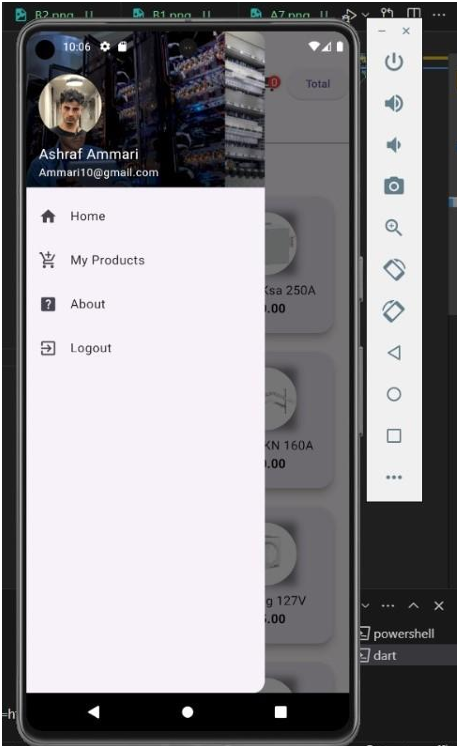 B2.png U
B1.png U
A7.png U
10:06
0
Total
Ashraf Ammari
Ammari10@gmail.com
Home
My Products
About
Logout
Ksa 250A
.00
KN 160A
.00
127V
.00
powershell
dart